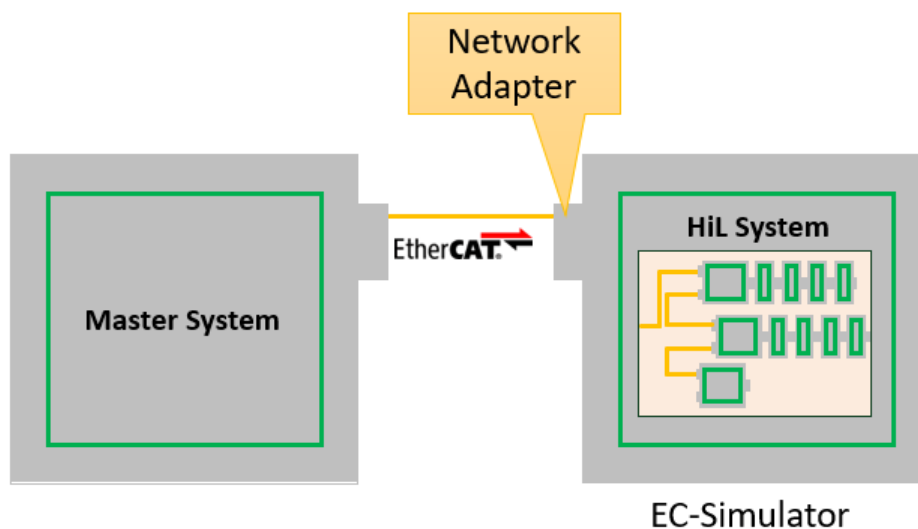 Network
Adapter
HiL System
EtherCAT®
Master System
EC-Simulator